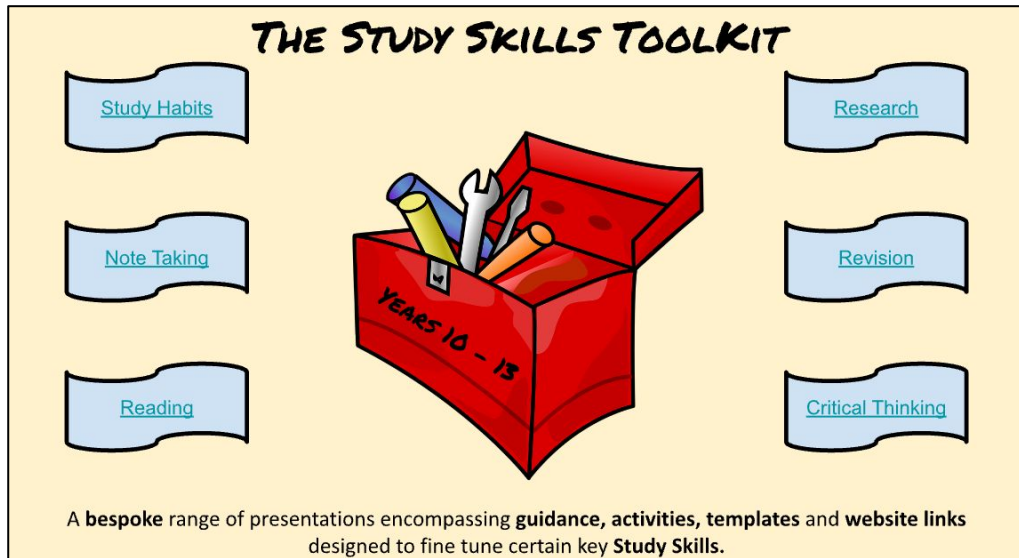 THE STUDY SKILLS TOOLKIT
Study Habits
Note Taking
Reading
YEARS 10 - 13
Research
Revision
Critical Thinking
A bespoke range of presentations encompassing guidance, activities, templates and website links
designed to fine tune certain key Study Skills.